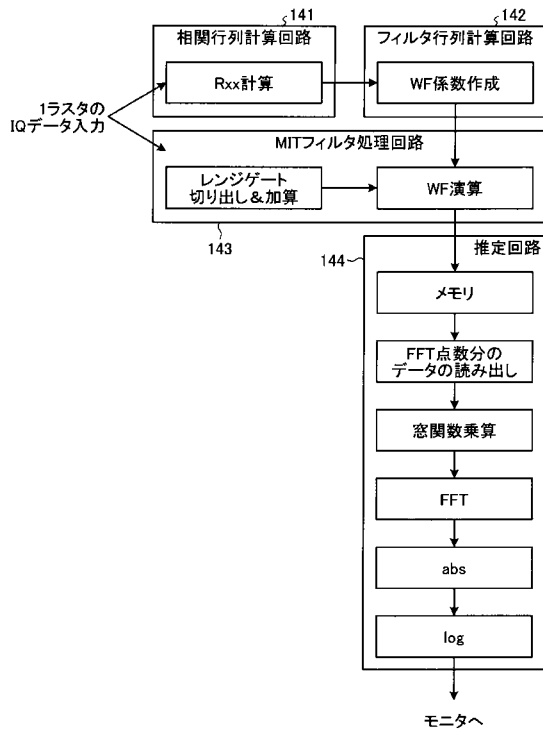 141
142
相関行列計算回路
フィルタ行列計算回路
Rxx計算
WF係数作成
1ラスタの
IQデータ入力
MITフィルタ処理回路
レンジゲート
切り出し&加算
WF演算
143
144
推定回路
メモリ
FFT点数分の
データの読み出し
窓関数乗算
FFT
abs
log
モニタへ